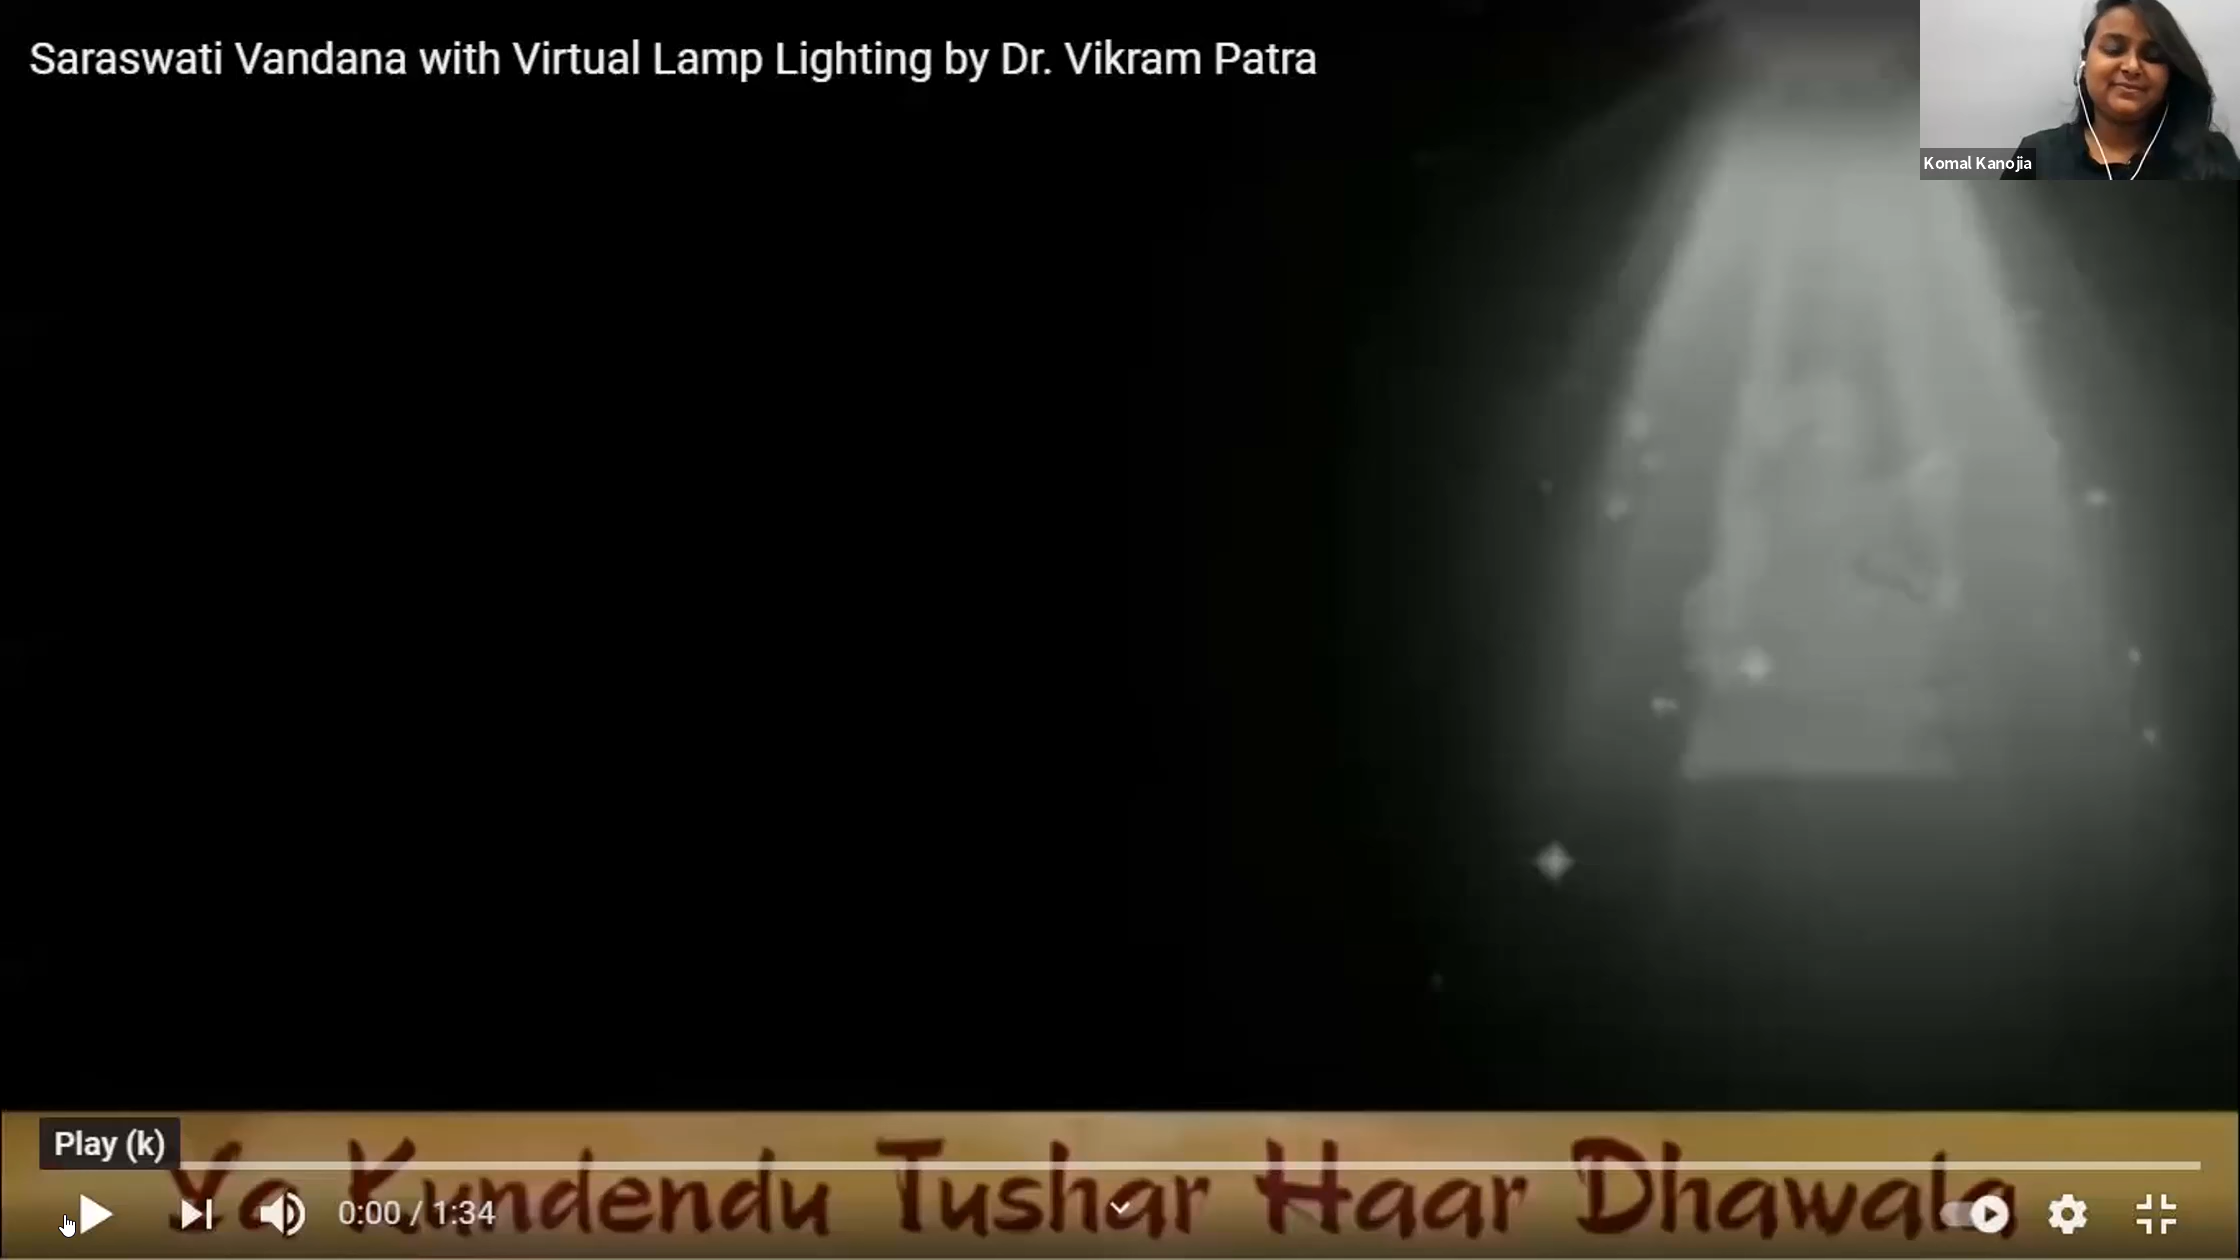 Saraswati Vandana with Virtual Lamp Lighting by Dr. Vikram Patra
Komal Kanojia
Play (k)
Ya Kundendu Tushar Haar Dhawala
0:00 / 1:34